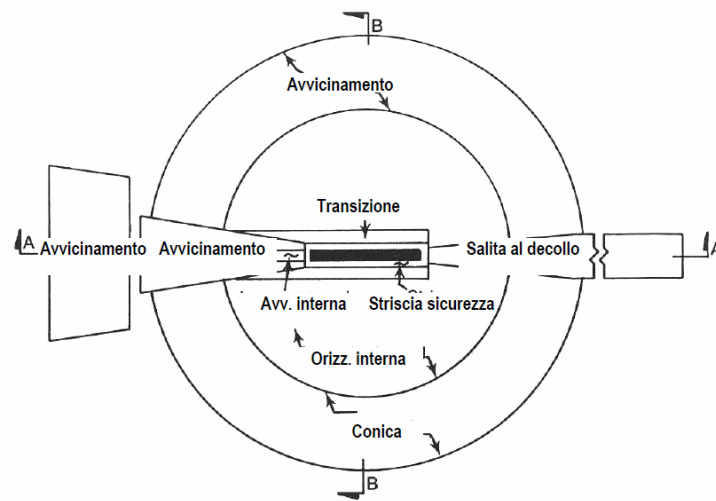 B
Avvicinamento
Transizione
A
Avvicinamento
Avvicinamento
Salita al decollo
A
Avv. interna
Striscia sicurezza
Orizz. interna
Conica
B